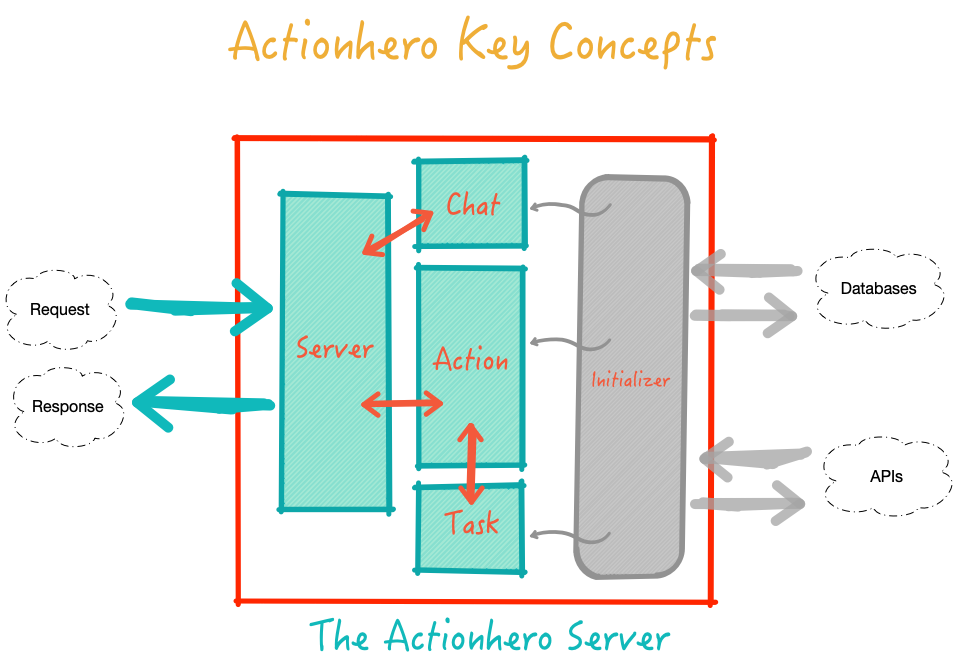 Actionhero Key Concepts
Chat
Request
Server
Action
Databases
Initializer
Response
APIs
Task
The Actionhero Server